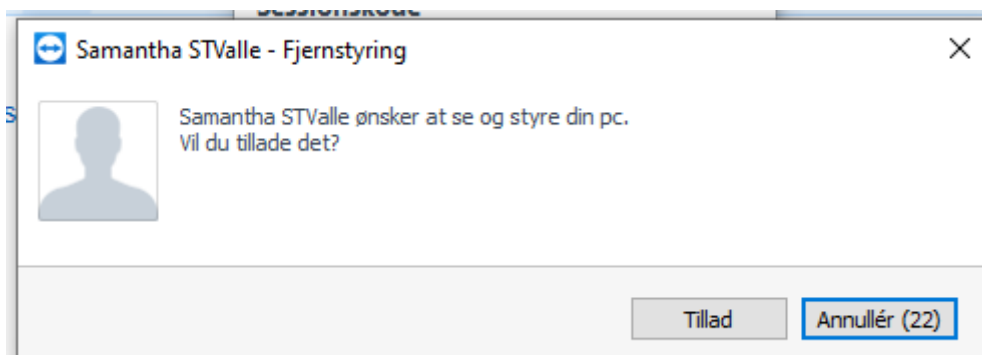 Sessionskode
Samantha STValle - Fjernstyring
Samantha STValle ønsker at se og styre din pc.
Vil du tillade det?
Tillad
Annullér (22)